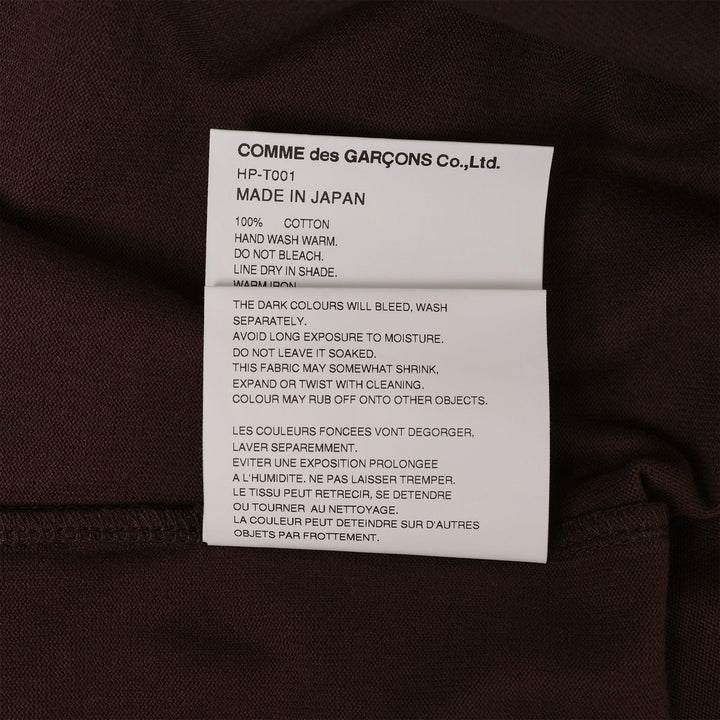 COMME des GARÇONS Co.,Ltd.
HP-T001
MADE IN JAPAN
100% COTTON
HAND WASH WARM.
DO NOT BLEACH.
LINE DRY IN SHADE.
WARM IRON
THE DARK COLOURS WILL BLEED, WASH
SEPARATELY.
AVOID LONG EXPOSURE TO MOISTURE.
DO NOT LEAVE IT SOAKED.
THIS FABRIC MAY SOMEWHAT SHRINK,
EXPAND OR TWIST WITH CLEANING.
COLOUR MAY RUB OFF ONTO OTHER OBJECTS.
LES COULEURS FONCEES VONT DEGORGER,
LAVER SEPAREMMENT.
EVITER UNE EXPOSITION PROLONGEE
A L'HUMIDITE. NE PAS LAISSER TREMPER.
LE TISSU PEUT RETRECIR, SE DETENDRE
OU TOURNER AU NETTOYAGE.
LA COULEUR PEUT DETEINDRE SUR D'AUTRES
OBJETS PAR FROTTEMENT.